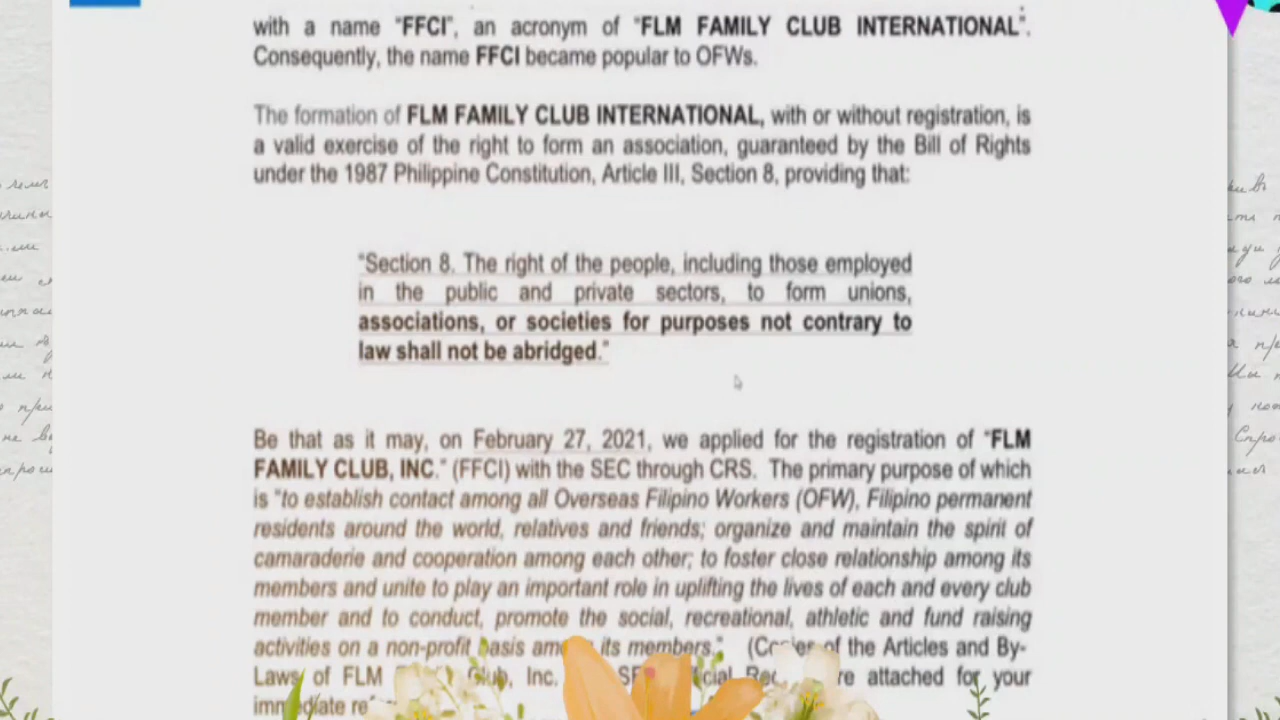 with a name “FFCI”, an acronym of “FLM FAMILY CLUB INTERNATIONAL”.
Consequently, the name FFCI became popular to OFWs.
The formation of FLM FAMILY CLUB INTERNATIONAL, with or without registration, is
a valid exercise of the right to form an association, guaranteed by the Bill of Rights
under the 1987 Philippine Constitution, Article III, Section 8, providing that:
“Section 8. The right of the people, including those employed
in the public and private sectors, to form unions,
associations, or societies for purposes not contrary to
law shall not be abridged.”
Be that as it may, on February 27, 2021, we applied for the registration of “FLM
FAMILY CLUB, INC.” (FFCI) with the SEC through CRS. The primary purpose of which
is “to establish contact among all Overseas Filipino Workers (OFW), Filipino permanent
residents around the world, relatives and friends; organize and maintain the spirit of
camaraderie and cooperation among each other; to foster close relationship among its
members and unite to play an important role in uplifting the lives of each and every club
member and to conduct, promote the social, recreational, athletic and fund raising
activities on a non-profit basis among its members.” (Copies of the Articles and By-
Laws of FLM Club, Inc. attached for your